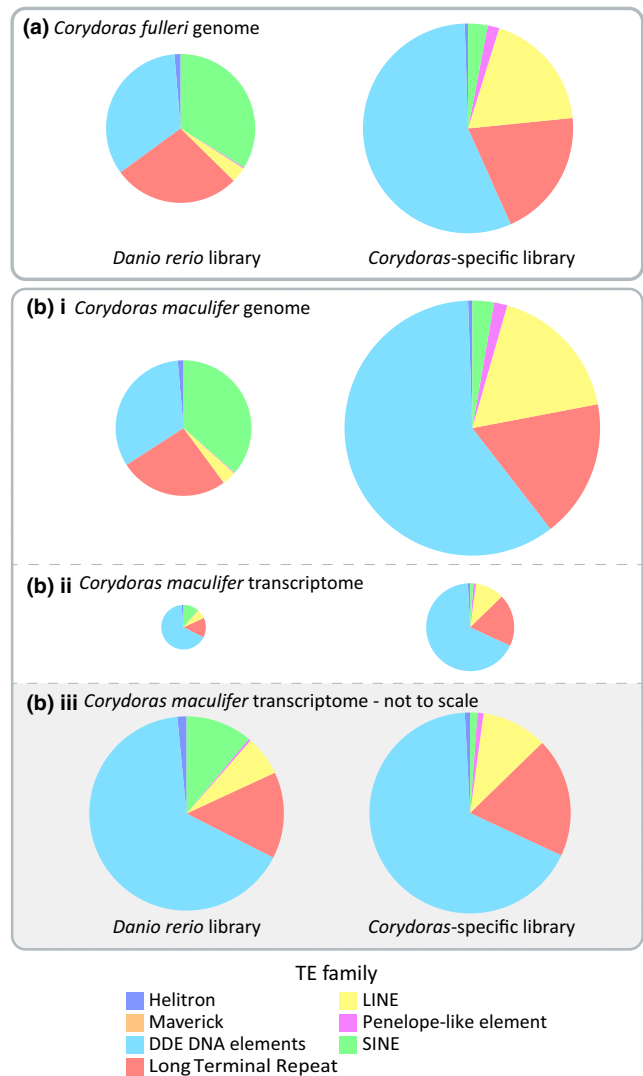 (a) Corydoras fulleri genome
Danio rerio library
Corydoras-specific library
(b) i Corydoras maculifer genome
(b) ii Corydoras maculifer transcriptome
(b) iii Corydoras maculifer transcriptome - not to scale
Danio rerio library
Corydoras-specific library
TE family
Helitron
Maverick
DDE DNA elements
Long Terminal Repeat
LINE
Penelope-like element
SINE